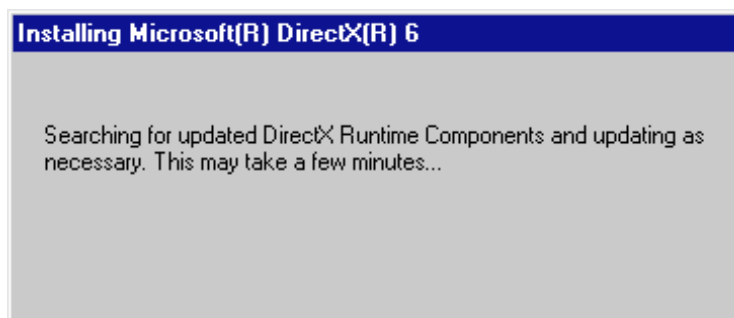 Installing Microsoft(R) DirectX(R) 6
Searching for updated DirectX Runtime Components and updating as
necessary. This may take a few minutes...